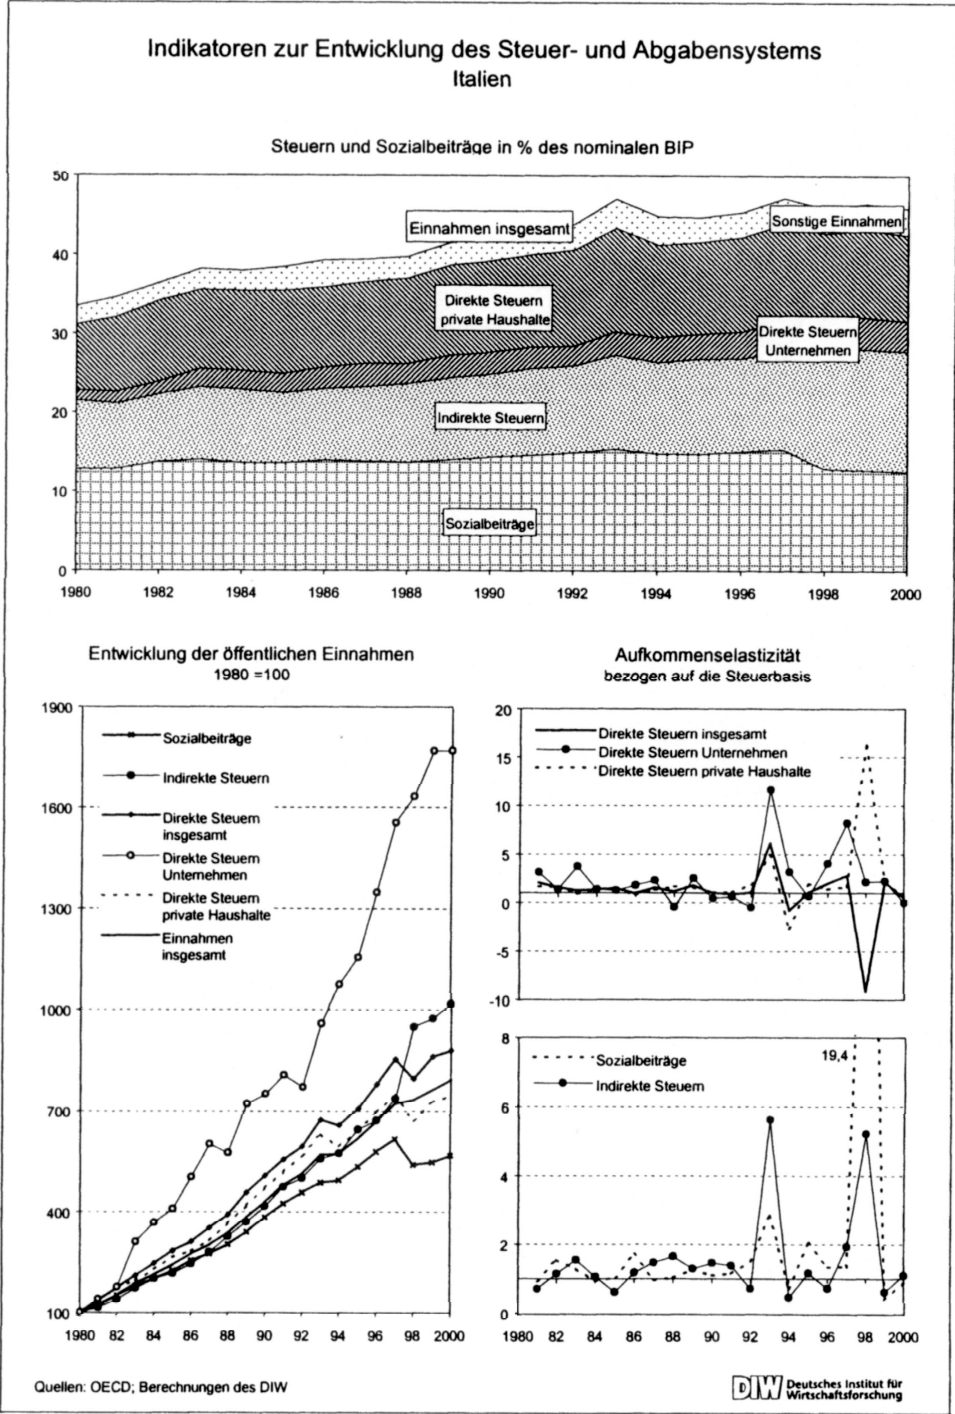 Indikatoren zur Entwicklung des Steuer- und Abgabensystems
Italien
Steuern und Sozialbeiträge in % des nominalen BIP
50
40
30
20
10
0
Einnahmen insgesamt
Sonstige Einnahmen
Direkte Steuern
private Haushalte
Direkte Steuern
Unternehmen
Indirekte Steuern
Sozialbeiträge
1980 1982 1984 1986 1988 1990 1992 1994 1996 1998 2000
Entwicklung der öffentlichen Einnahmen
1980 =100
1900
1600
1300
1000
700
400
100
Sozialbeiträge
Indirekte Steuern
Direkte Steuern
insgesamt
Direkte Steuern
Unternehmen
Direkte Steuern
private Haushalte
Einnahmen
insgesamt
1980 82 84 86 88 90 92 94 96 98 2000
Aufkommenselastizität
bezogen auf die Steuerbasis
20
15
10
5
0
-5
-10
Direkte Steuern insgesamt
Direkte Steuern Unternehmen
Direkte Steuern private Haushalte
8
6
4
2
0
Sozialbeiträge
Indirekte Steuern
19,4
1980 82 84 86 88 90 92 94 96 98 2000
Quellen: OECD; Berechnungen des DIW
DIW Deutsches Institut für
Wirtschaftsforschung